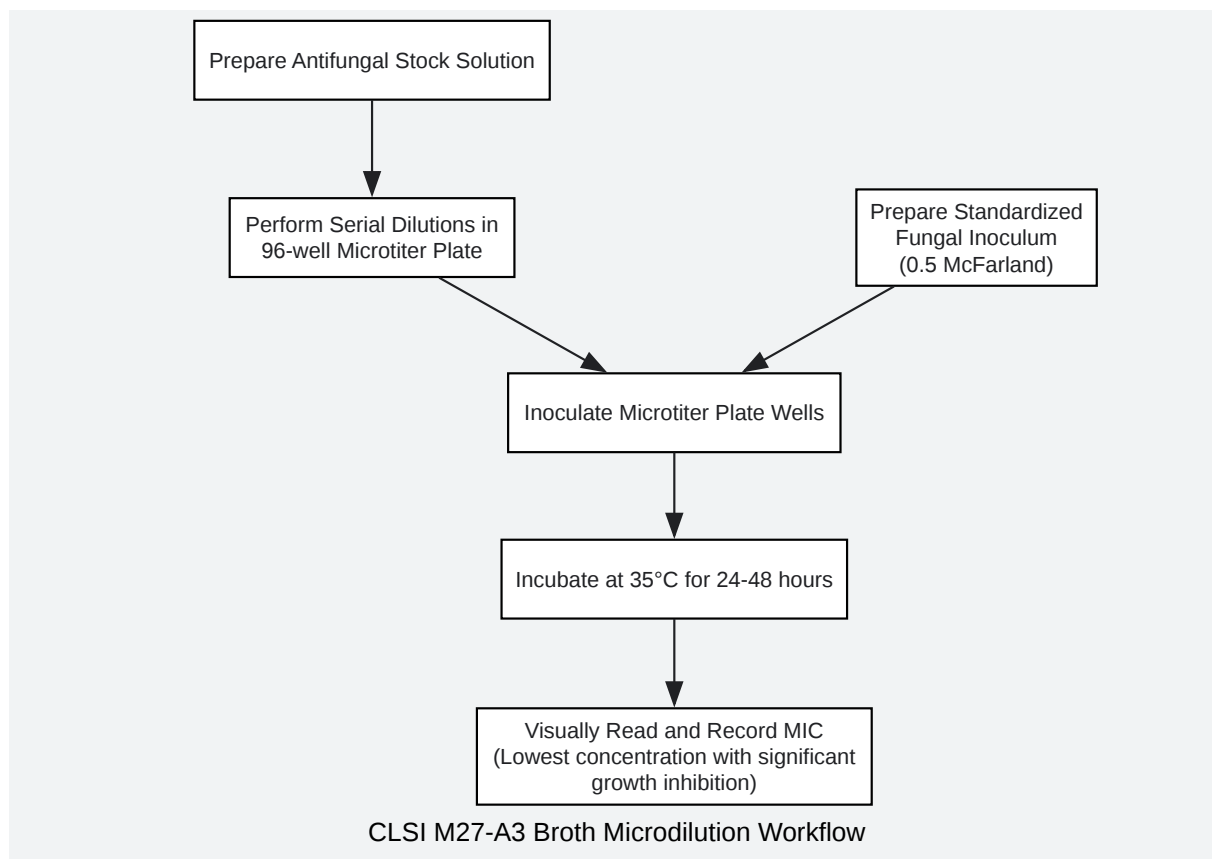 Prepare Antifungal Stock Solution
Perform Serial Dilutions in
96-well Microtiter Plate
Prepare Standardized
Fungal Inoculum
(0.5 McFarland)
Inoculate Microtiter Plate Wells
Incubate at 35°C for 24-48 hours
Visually Read and Record MIC
(Lowest concentration with significant
growth inhibition)
CLSI M27-A3 Broth Microdilution Workflow